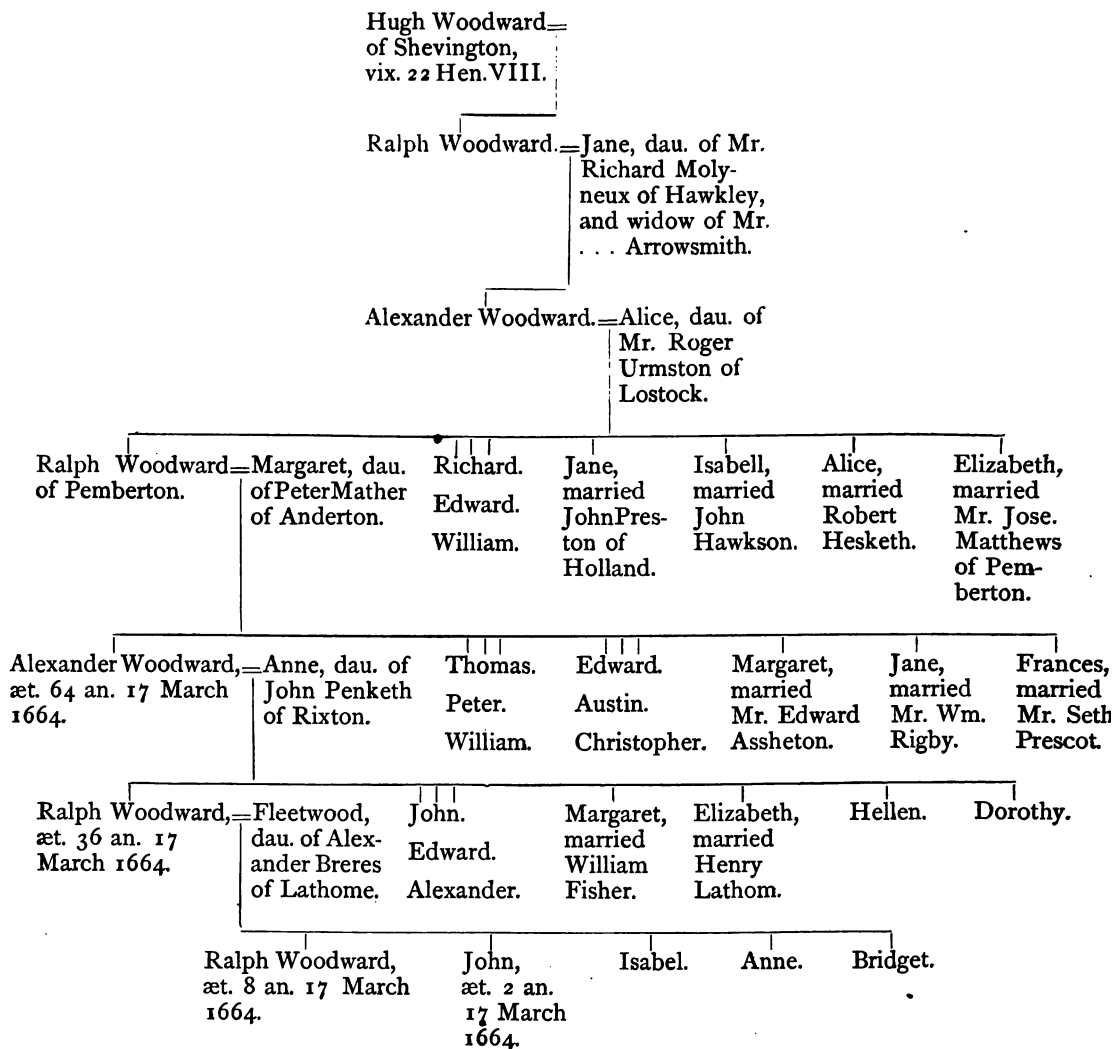 Hugh Woodward=
of Shevington,
vix. 22 Hen. VIII.
Ralph Woodward.=
Jane, dau. of Mr.
Richard Moly-
neux of Hawkley,
and widow of Mr.
. . . Arrowsmith.
Alexander Woodward.=
Alice, dau. of
Mr. Roger
Urmston of
Lostock.
Ralph Woodward=
of Pemberton.
Margaret, dau.
of Peter Mather
of Anderton.
Richard.
Edward.
William.
Jane,
married
John Pres-
ton of
Holland.
Isabell,
married
John
Hawkson.
Alice,
married
Robert
Hesketh.
Elizabeth,
married
Mr. Jose.
Matthews
of Pem-
berton.
Alexander Woodward,=
æt. 64 an. 17 March
1664.
Anne, dau. of
John Penketh
of Rixton.
Thomas.
Peter.
William.
Edward.
Austin.
Christopher.
Margaret,
married
Mr. Edward
Assheton.
Jane,
married
Mr. Wm.
Rigby.
Frances,
married
Mr. Seth
Prescot.
Ralph Woodward,=
æt. 36 an. 17
March 1664.
Fleetwood,
dau. of Alex-
ander Breres
of Lathome.
John.
Edward.
Alexander.
Margaret,
married
William
Fisher.
Elizabeth,
married
Henry
Lathom.
Hellen.
Dorothy.
Ralph Woodward,
æt. 8 an. 17 March
1664.
John,
æt. 2 an.
17 March
1664.
Isabel.
Anne.
Bridget.